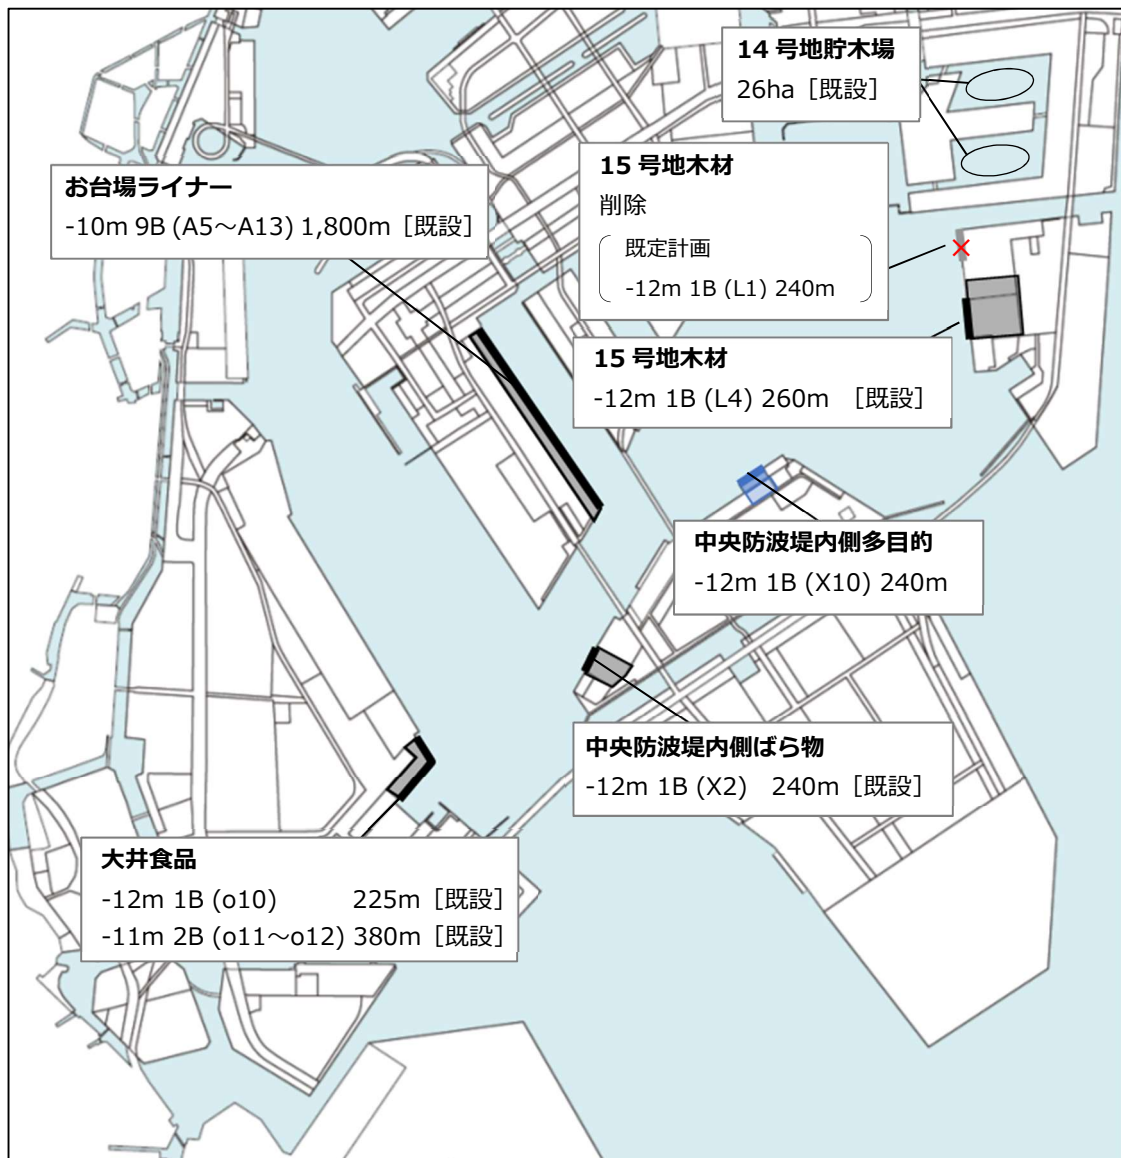 14 号地貯木場
26ha［既設］
15 号地木材
削除
既定計画
-12m 1B (L1) 240m
お台場ライナー
-10m 9B (A5～A13) 1,800m［既設］
15 号地木材
-12m 1B (L4) 260m ［既設］
中央防波堤内側多目的
-12m 1B (X10) 240m
中央防波堤内側ばら物
-12m 1B (X2) 240m［既設］
大井食品
-12m 1B (o10) 225m［既設］
-11m 2B (o11～o12) 380m［既設］